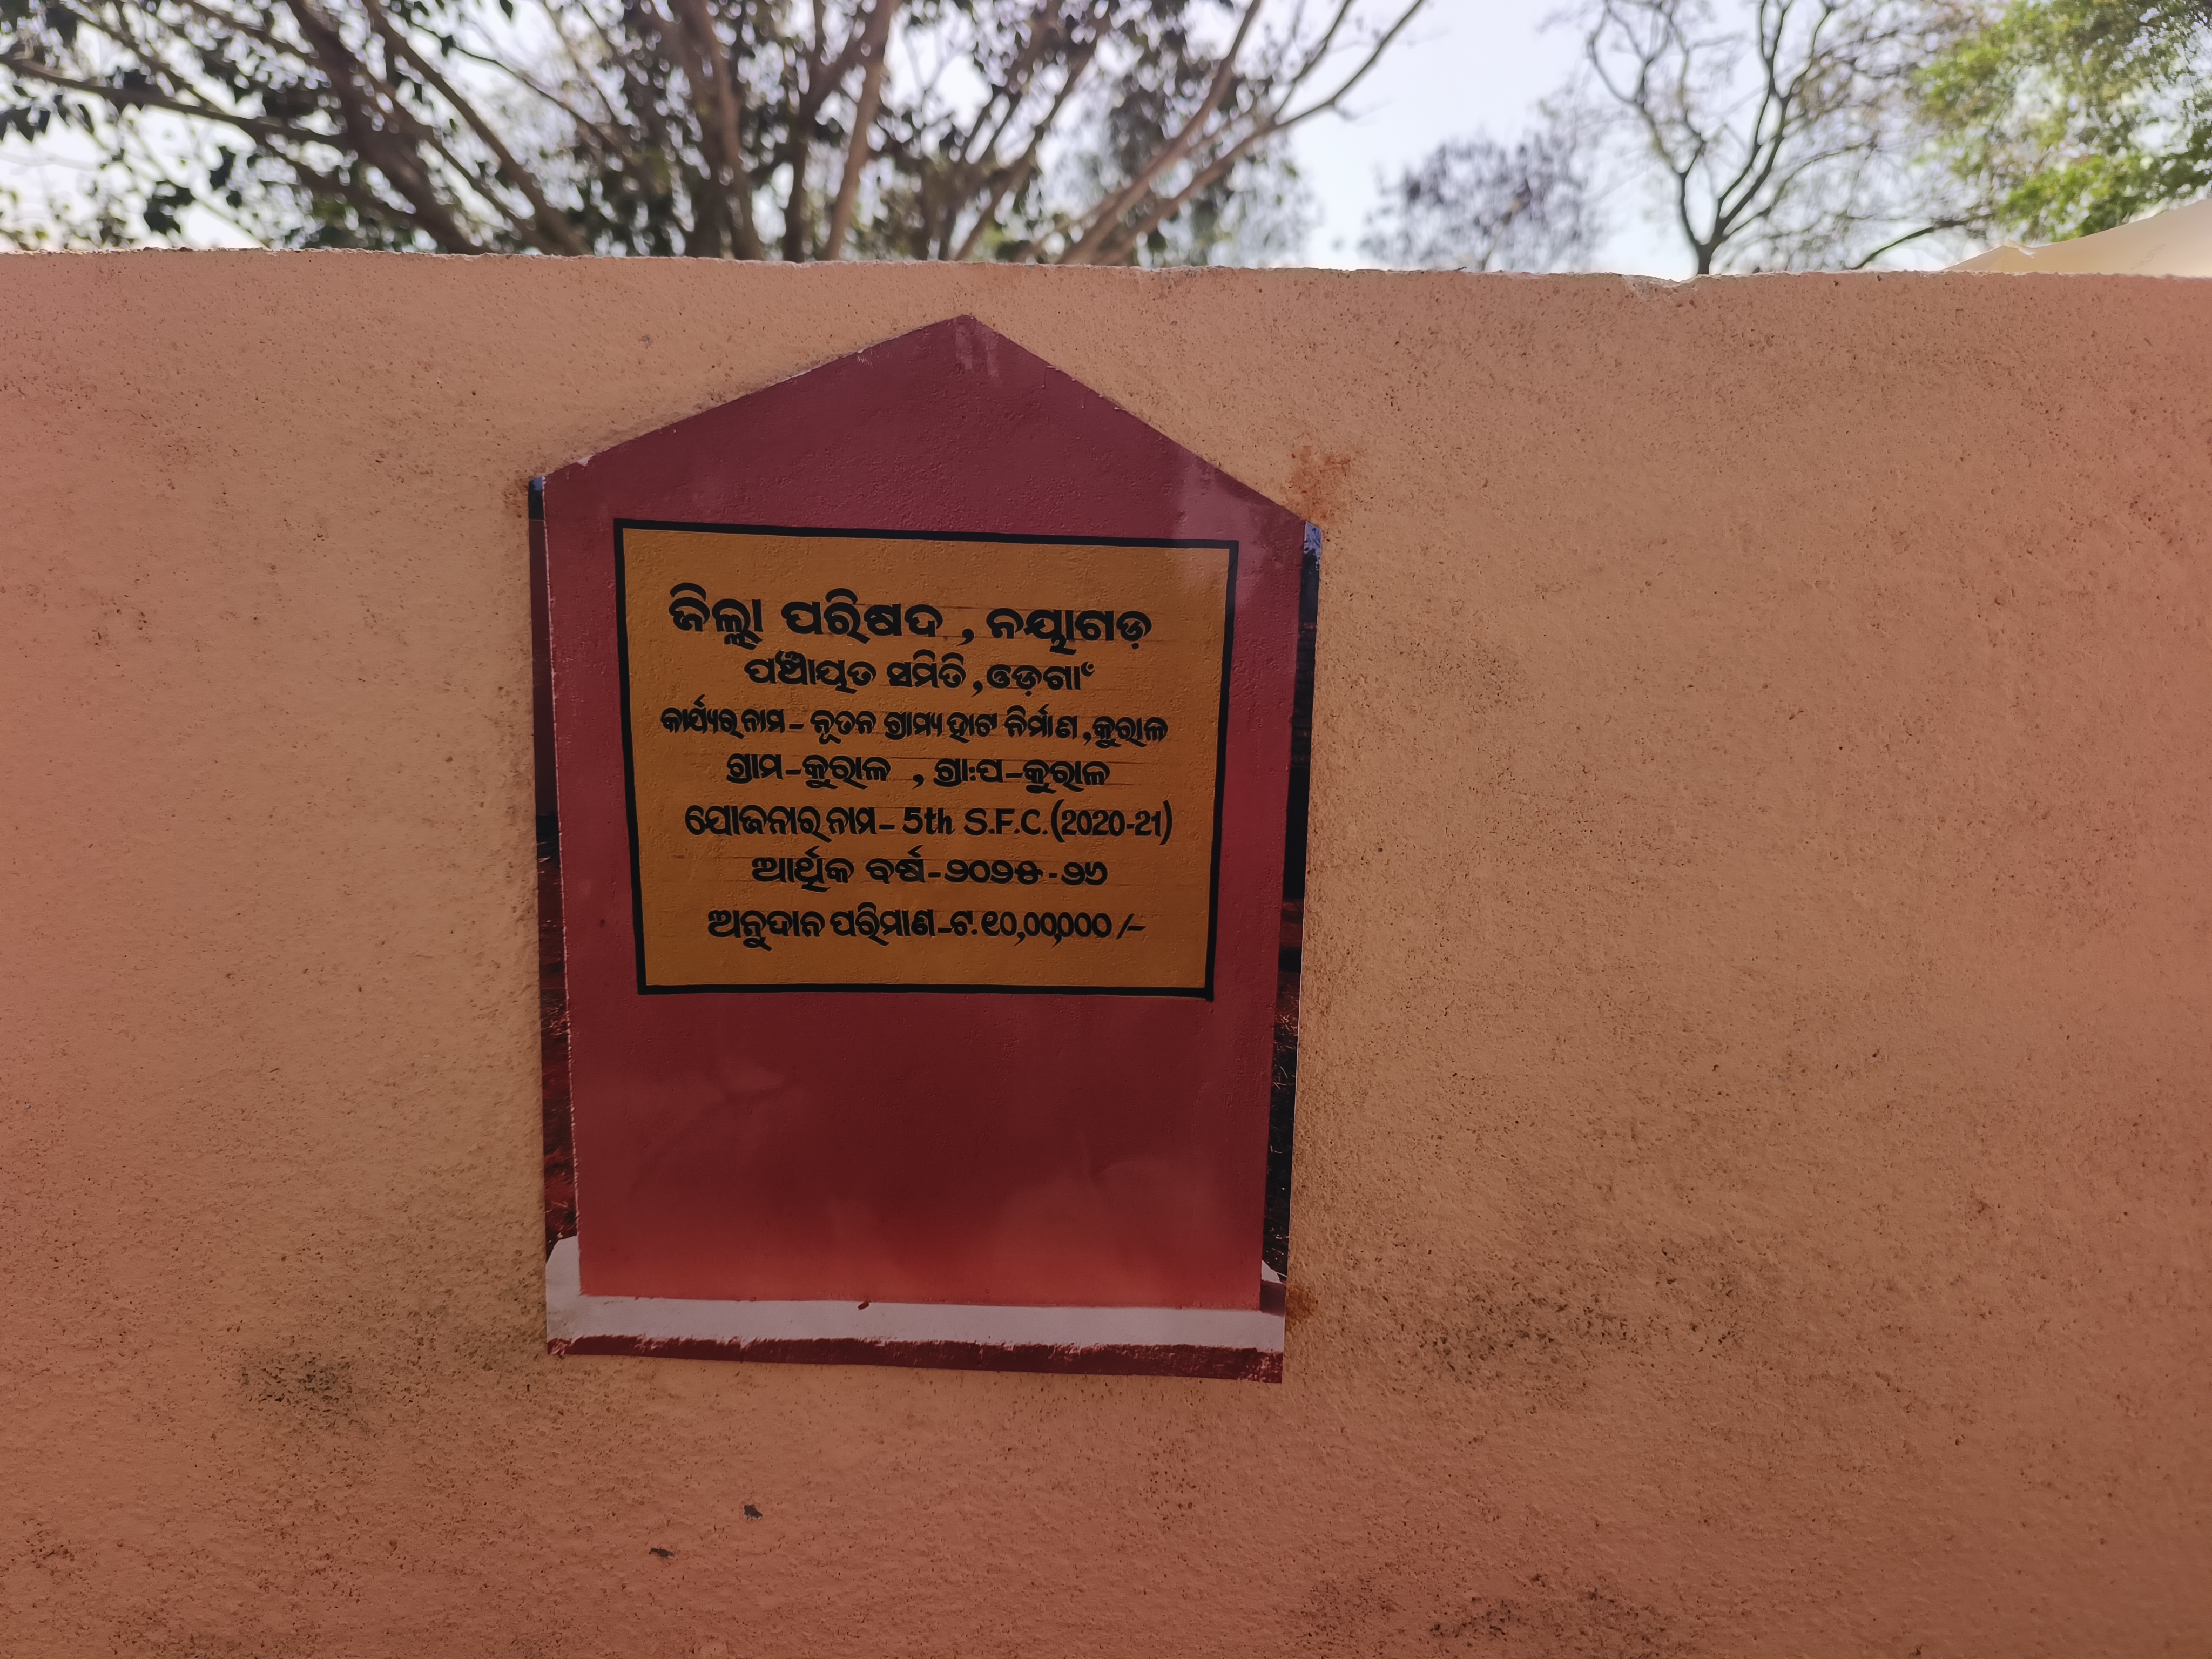 ଜିଲ୍ଲା ପରିଷଦ , ନୟାଗଡ଼
ପଞ୍ଚାୟତ ସମିତି , ଓଡ଼ଗାଁ
କାର୍ଯ୍ୟର ନାମ - ନୂତନ ଗ୍ରାମ୍ୟ ହାଟ ନିର୍ମାଣ , କୁରାଳ
ଗ୍ରାମ - କୁରାଳ , ଗ୍ରା:ପ - କୁରାଳ
ଯୋଜନାର ନାମ - 5th S.F.C. (2020-21)
ଆର୍ଥିକ ବର୍ଷ - ୨୦୨୫ - ୨୬
ଅନୁଦାନ ପରିମାଣ - ଟ. ୧୦,୦୦,୦୦୦ /-